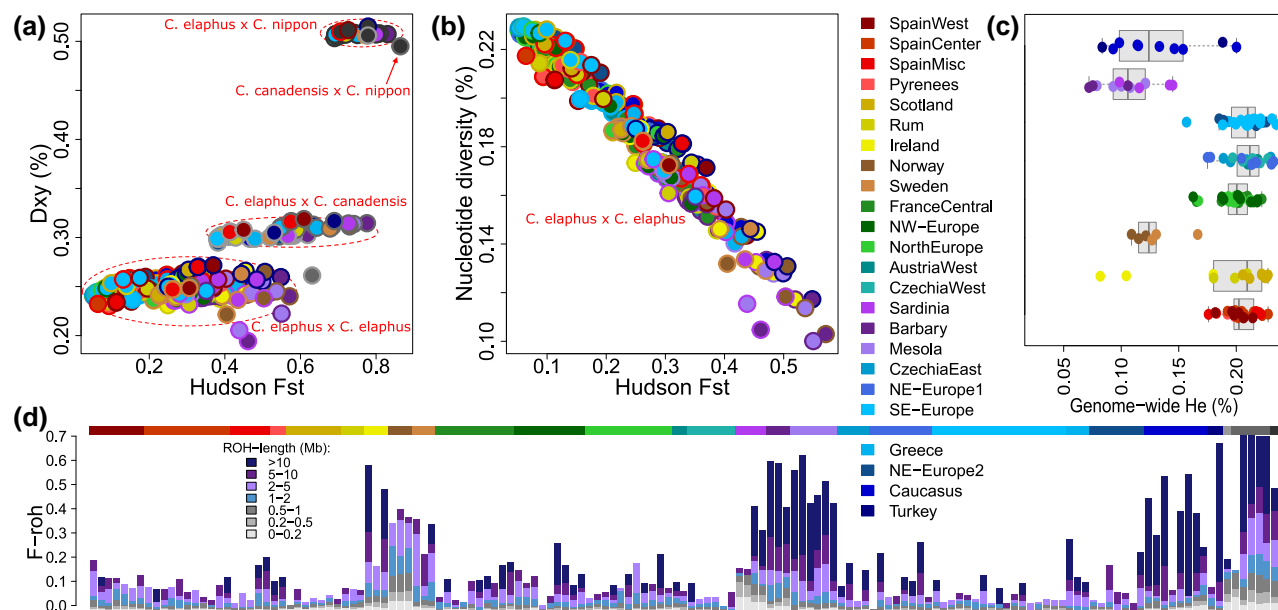 (a)
C. elaphus x C. nippon
C. canadensis x C. nippon
C. elaphus x C. canadensis
C. elaphus x C. elaphus
Dxy (%)
0.50
0.40
0.30
0.20
0.2 0.4 0.6 0.8 1.0
Hudson Fst
(b)
C. elaphus x C. elaphus
Nucleotide diversity (%)
0.22
0.18
0.14
0.10
0.1 0.2 0.3 0.4 0.5
Hudson Fst
SpainWest
SpainCenter
SpainMisc
Pyrenees
Scotland
Rum
Ireland
Norway
Sweden
FranceCentral
NW-Europe
NorthEurope
AustriaWest
CzechiaWest
Sardinia
Barbary
Mesola
CzechiaEast
NE-Europe1
SE-Europe
Greece
NE-Europe2
Caucasus
Turkey
(c)
0.05 0.10 0.15 0.20
Genome-wide He (%)
(d)
F-roh
0.7
0.6
0.5
0.4
0.3
0.2
0.1
0.0
ROH-length (Mb):
>10
5-10
2-5
1-2
0.5-1
0.2-0.5
0-0.2